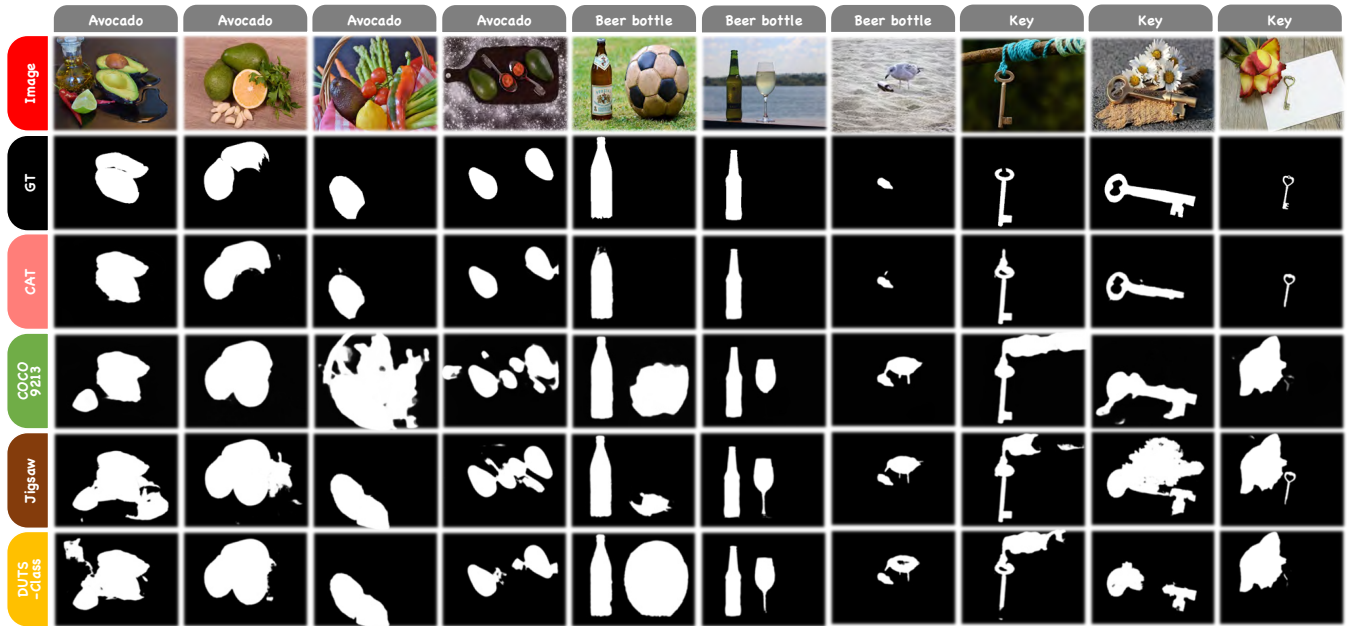 Avocado Avocado Avocado Avocado Beer bottle Beer bottle Beer bottle Key Key Key
Image
GT
CAT
COCO
9213
Jigsaw
DUTS
-Class